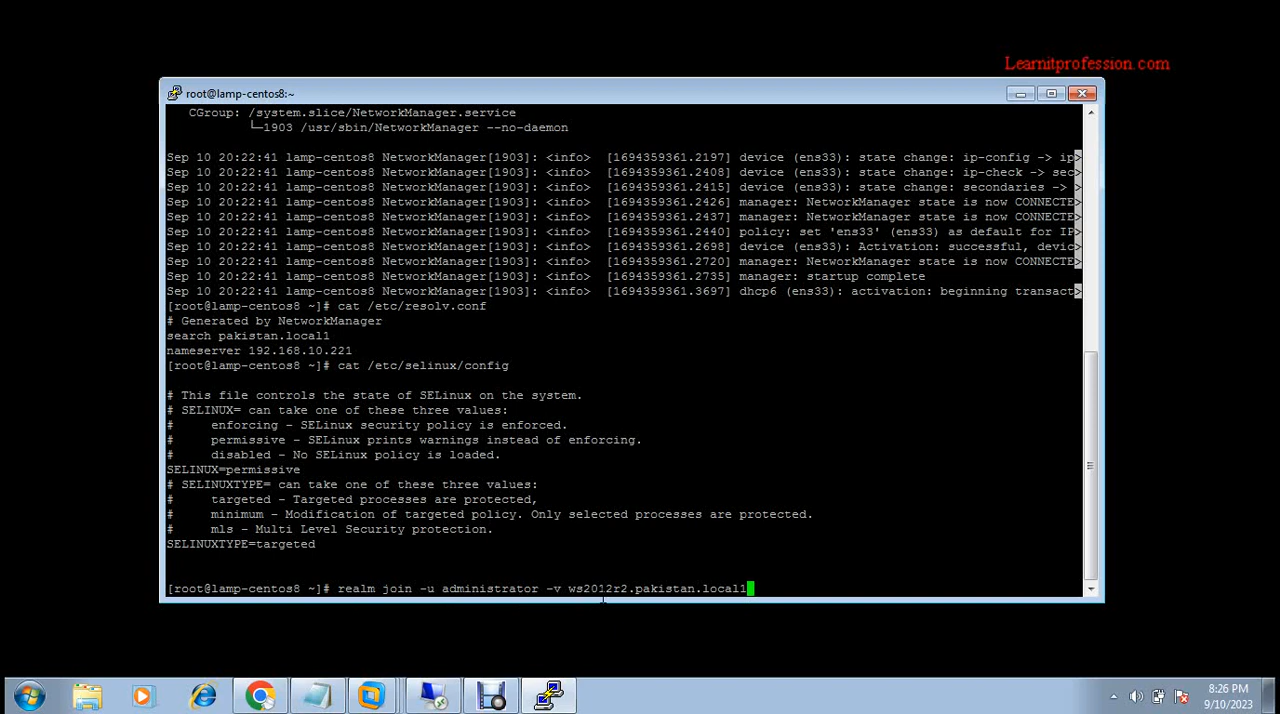 Learnitprofession.com
root@lamp-centos8:~
CGroup: /system.slice/NetworkManager.service
└─1903 /usr/sbin/NetworkManager --no-daemon
Sep 10 20:22:41 lamp-centos8 NetworkManager[1903]: <info>  [1694359361.2197] device (ens33): state change: ip-config -> ip>
Sep 10 20:22:41 lamp-centos8 NetworkManager[1903]: <info>  [1694359361.2408] device (ens33): state change: ip-check -> sec>
Sep 10 20:22:41 lamp-centos8 NetworkManager[1903]: <info>  [1694359361.2415] device (ens33): state change: secondaries -> >
Sep 10 20:22:41 lamp-centos8 NetworkManager[1903]: <info>  [1694359361.2426] manager: NetworkManager state is now CONNECTE>
Sep 10 20:22:41 lamp-centos8 NetworkManager[1903]: <info>  [1694359361.2437] manager: NetworkManager state is now CONNECTE>
Sep 10 20:22:41 lamp-centos8 NetworkManager[1903]: <info>  [1694359361.2440] policy: set 'ens33' (ens33) as default for IP>
Sep 10 20:22:41 lamp-centos8 NetworkManager[1903]: <info>  [1694359361.2698] device (ens33): Activation: successful, devic>
Sep 10 20:22:41 lamp-centos8 NetworkManager[1903]: <info>  [1694359361.2720] manager: NetworkManager state is now CONNECTE>
Sep 10 20:22:41 lamp-centos8 NetworkManager[1903]: <info>  [1694359361.2735] manager: startup complete
Sep 10 20:22:41 lamp-centos8 NetworkManager[1903]: <info>  [1694359361.3697] dhcp6 (ens33): activation: beginning transact>
[root@lamp-centos8 ~]# cat /etc/resolv.conf
# Generated by NetworkManager
search pakistan.local1
nameserver 192.168.10.221
[root@lamp-centos8 ~]# cat /etc/selinux/config
# This file controls the state of SELinux on the system.
# SELINUX= can take one of these three values:
#     enforcing - SELinux security policy is enforced.
#     permissive - SELinux prints warnings instead of enforcing.
#     disabled - No SELinux policy is loaded.
SELINUX=permissive
# SELINUXTYPE= can take one of these three values:
#     targeted - Targeted processes are protected,
#     minimum - Modification of targeted policy. Only selected processes are protected.
#     mls - Multi Level Security protection.
SELINUXTYPE=targeted
[root@lamp-centos8 ~]# realm join -u administrator -v ws2012r2.pakistan.local1
8:26 PM
9/10/2023